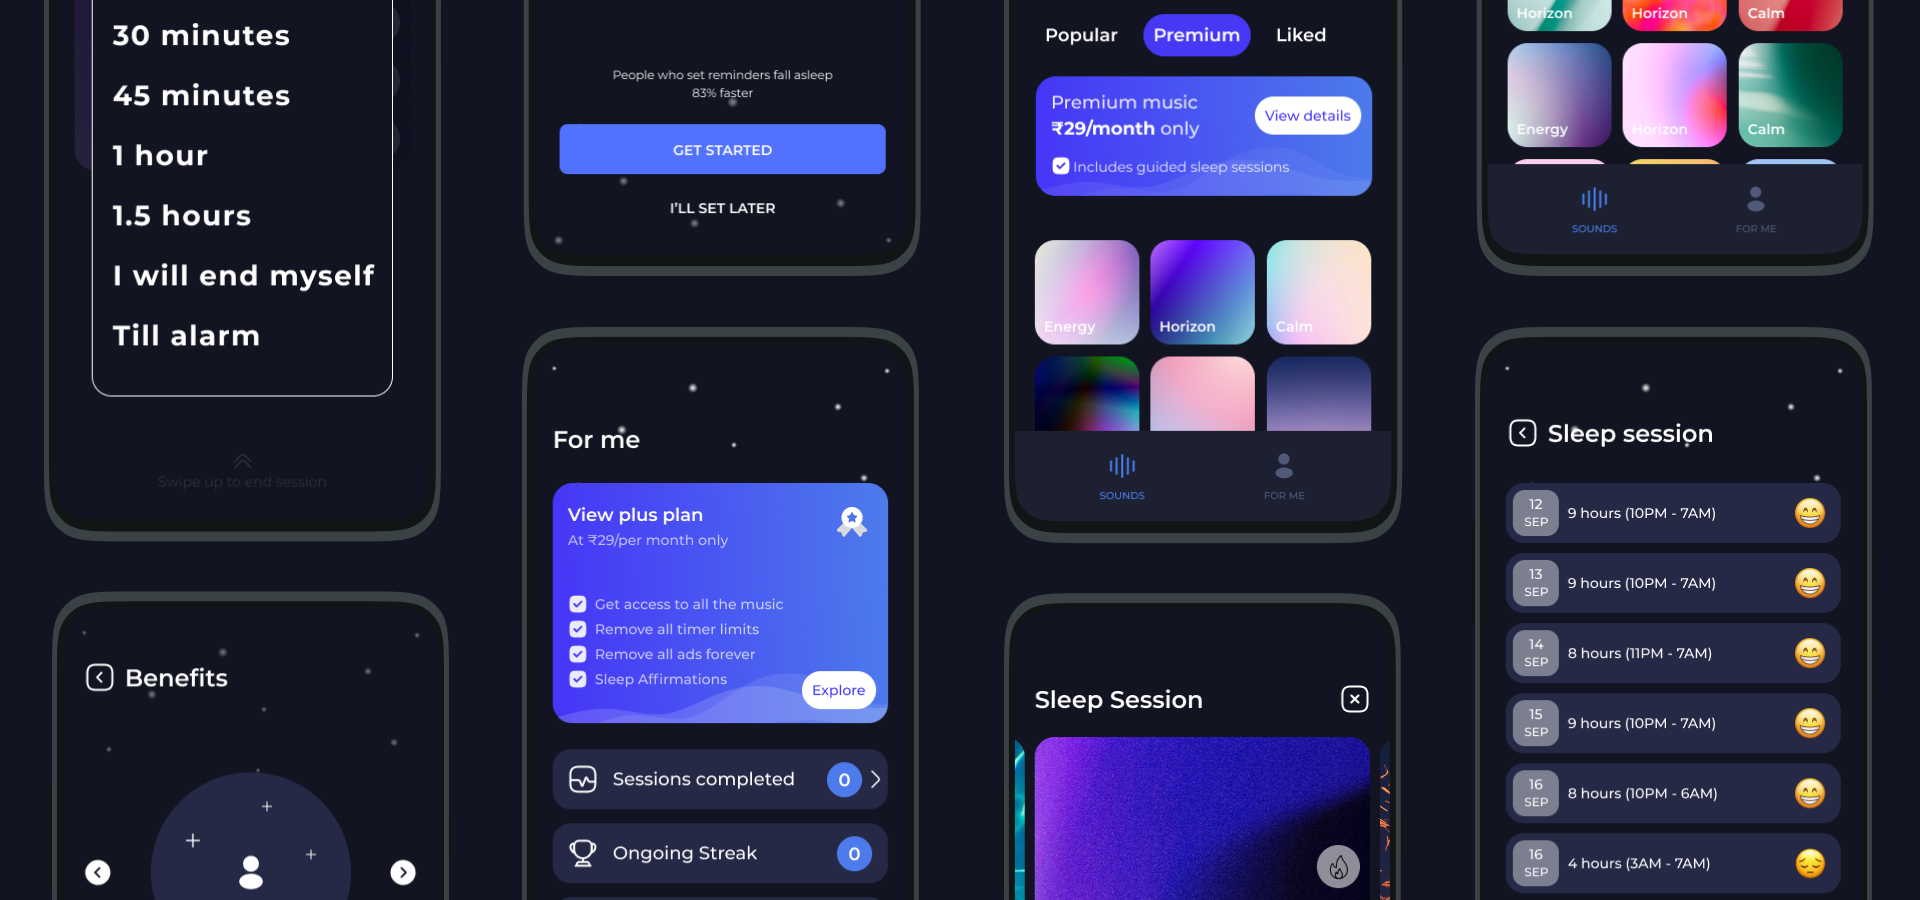 30 minutes
45 minutes
1 hour
1.5 hours
I will end myself
Till alarm
Swipe up to end session
Benefits
People who set reminders fall asleep
83% faster
GET STARTED
I'LL SET LATER
For me
View plus plan
At ₹29/per month only
Get access to all the music
Remove all timer limits
Remove all ads forever
Sleep Affirmations
Explore
Sessions completed
0
Ongoing Streak
0
Popular
Premium
Liked
Premium music
₹29/month only
View details
Includes guided sleep sessions
Energy
Horizon
Calm
SOUNDS
FOR ME
Sleep Session
Horizon
Horizon
Calm
Energy
Horizon
Calm
SOUNDS
FOR ME
Sleep session
12
SEP
9 hours (10PM - 7AM)
13
SEP
9 hours (10PM - 7AM)
14
SEP
8 hours (11PM - 7AM)
15
SEP
9 hours (10PM - 7AM)
16
SEP
8 hours (10PM - 6AM)
16
SEP
4 hours (3AM - 7AM)